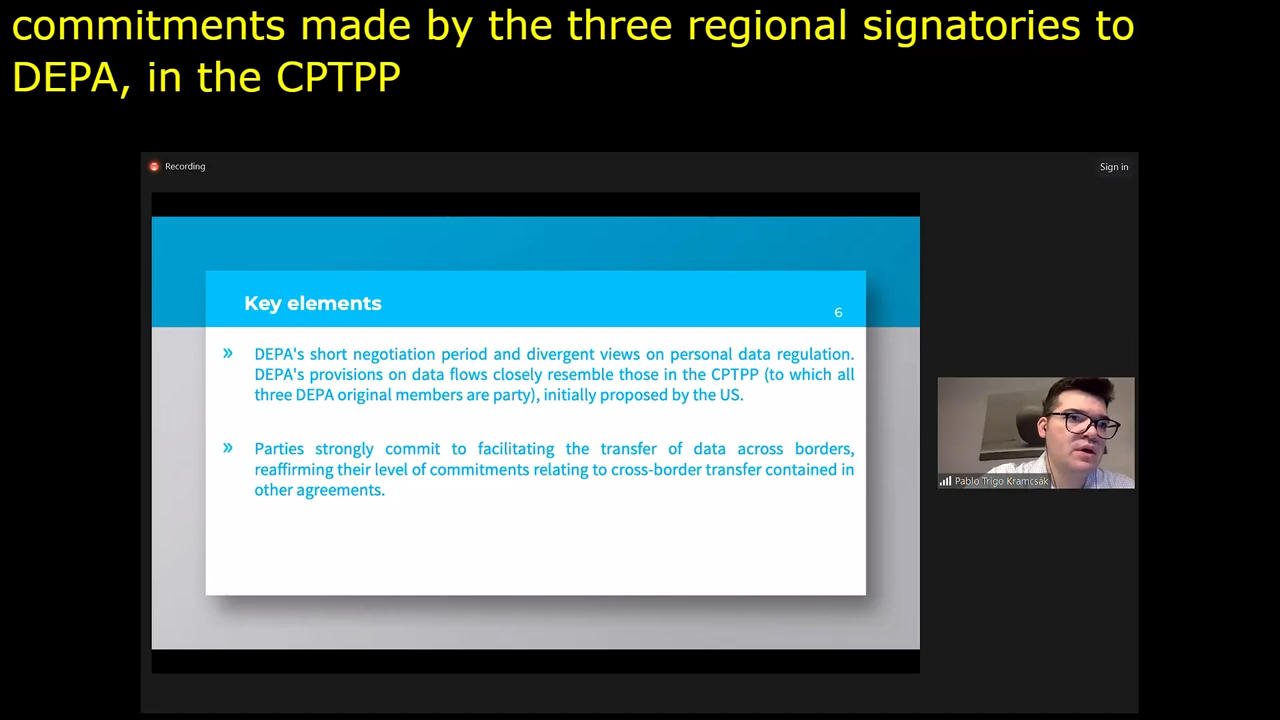 commitments made by the three regional signatories to
DEPA, in the CPTPP
Recording
Sign in
Key elements
6
» DEPA's short negotiation period and divergent views on personal data regulation.
DEPA's provisions on data flows closely resemble those in the CPTPP (to which all
three DEPA original members are party), initially proposed by the US.
» Parties strongly commit to facilitating the transfer of data across borders,
reaffirming their level of commitments relating to cross-border transfer contained in
other agreements.
Pablo Trigo Kramcsák